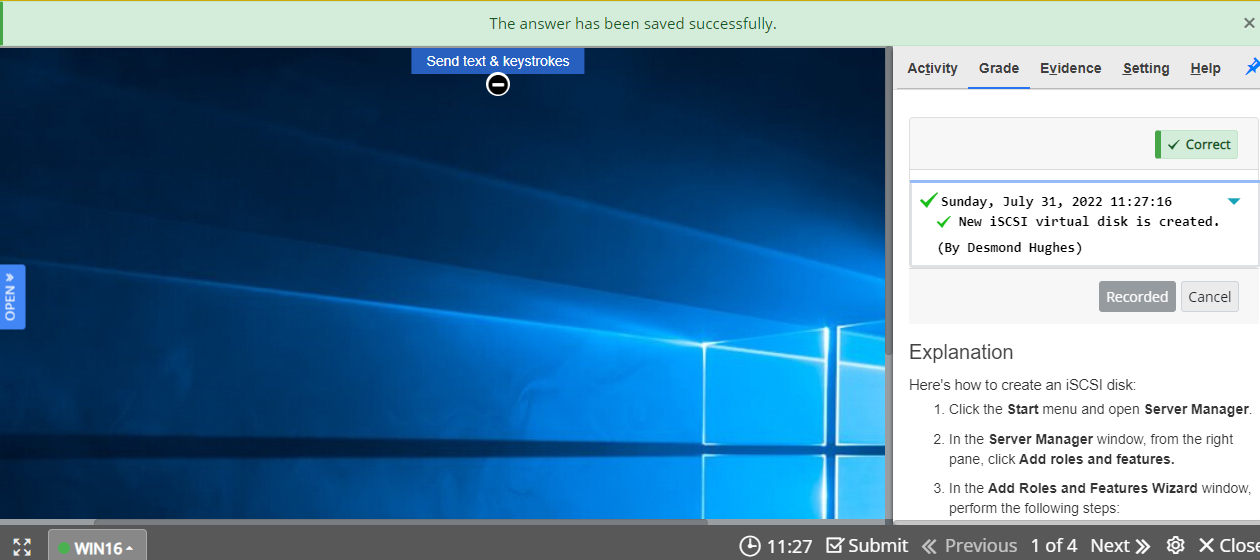 The answer has been saved successfully.
Send text & keystrokes
OPEN
Activity Grade Evidence Setting Help
Correct
Sunday, July 31, 2022 11:27:16
New iSCSI virtual disk is created.
(By Desmond Hughes)
Recorded Cancel
Explanation
Here's how to create an iSCSI disk:
1. Click the Start menu and open Server Manager.
2. In the Server Manager window, from the right
pane, click Add roles and features.
3. In the Add Roles and Features Wizard window,
perform the following steps:
WIN16 11:27 Submit Previous 1 of 4 Next Close